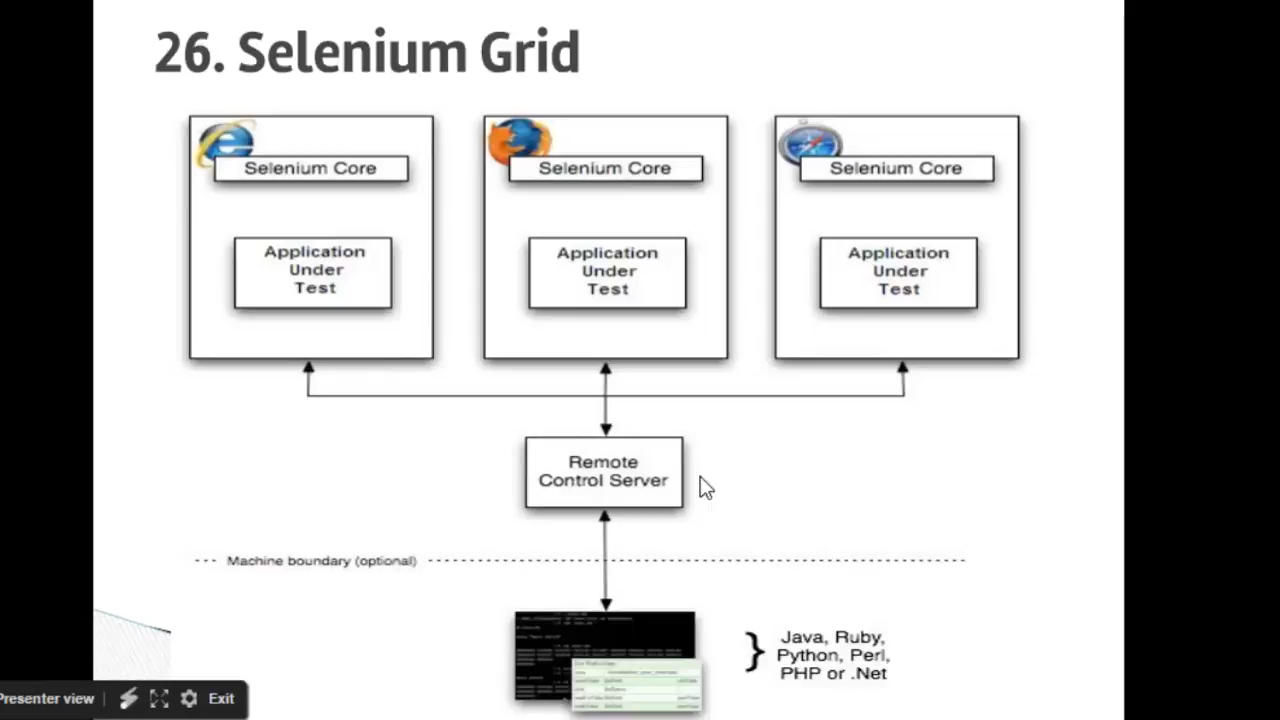 26. Selenium Grid
Selenium Core
Selenium Core
Selenium Core
Application
Under
Test
Application
Under
Test
Application
Under
Test
Remote
Control Server
Machine boundary (optional)
Java, Ruby,
Python, Perl,
PHP or .Net
Presenter view
Exit